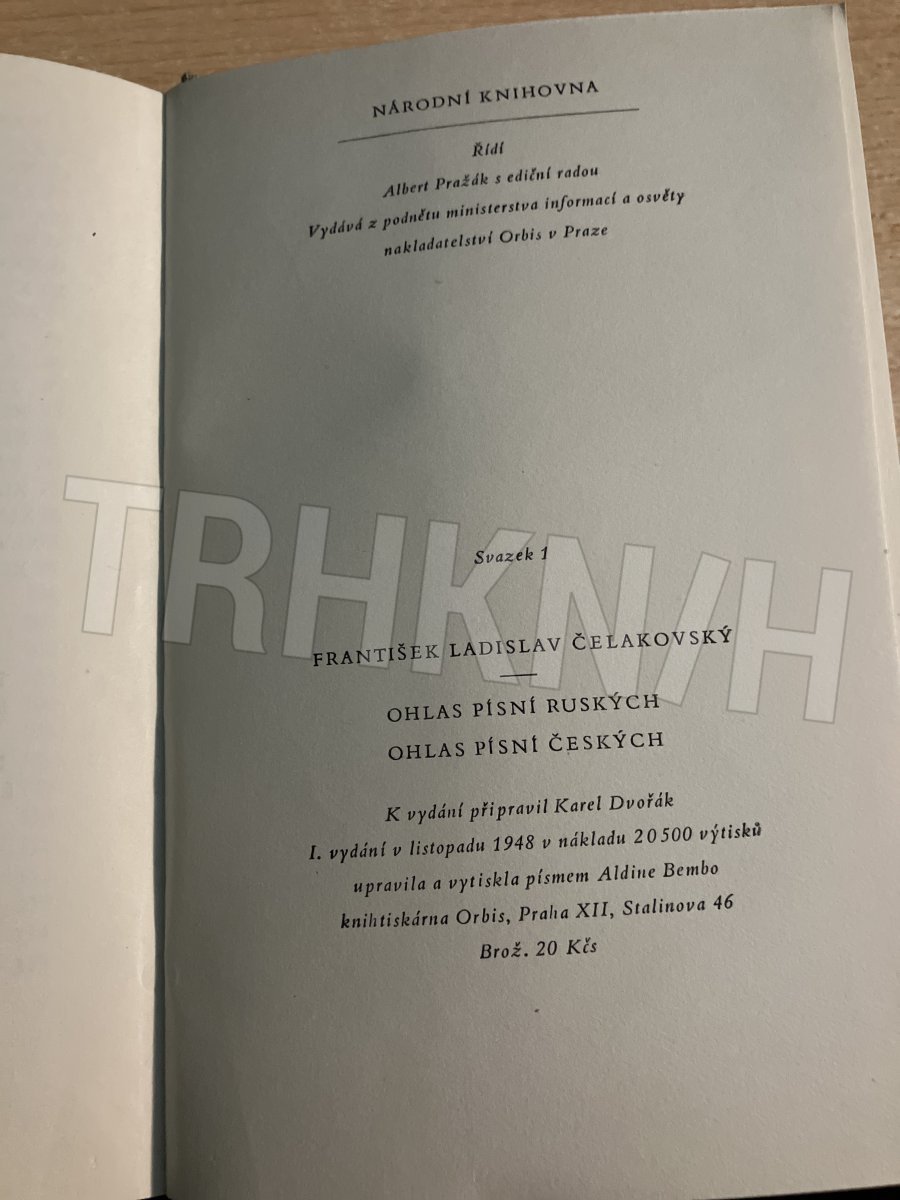 NÁRODNÍ KNIHOVNA
Řídí
Albert Pražák s ediční radou
Vydává z podnětu ministerstva informací a osvěty
nakladatelství Orbis v Praze
Svazek 1
TRHKN/H
FRANTIŠEK LADISLAV ČELAKOVSKÝ
OHLAS PÍSNÍ RUSKÝCH
OHLAS PÍSNÍ ČESKÝCH
K vydání připravil Karel Dvořák
I. vydání v listopadu 1948 v nákladu 20 500 výtisků
upravila a vytiskla písmem Aldine Bembo
knihtiskárna Orbis, Praha XII, Stalinova 46
Brož. 20 Kčs